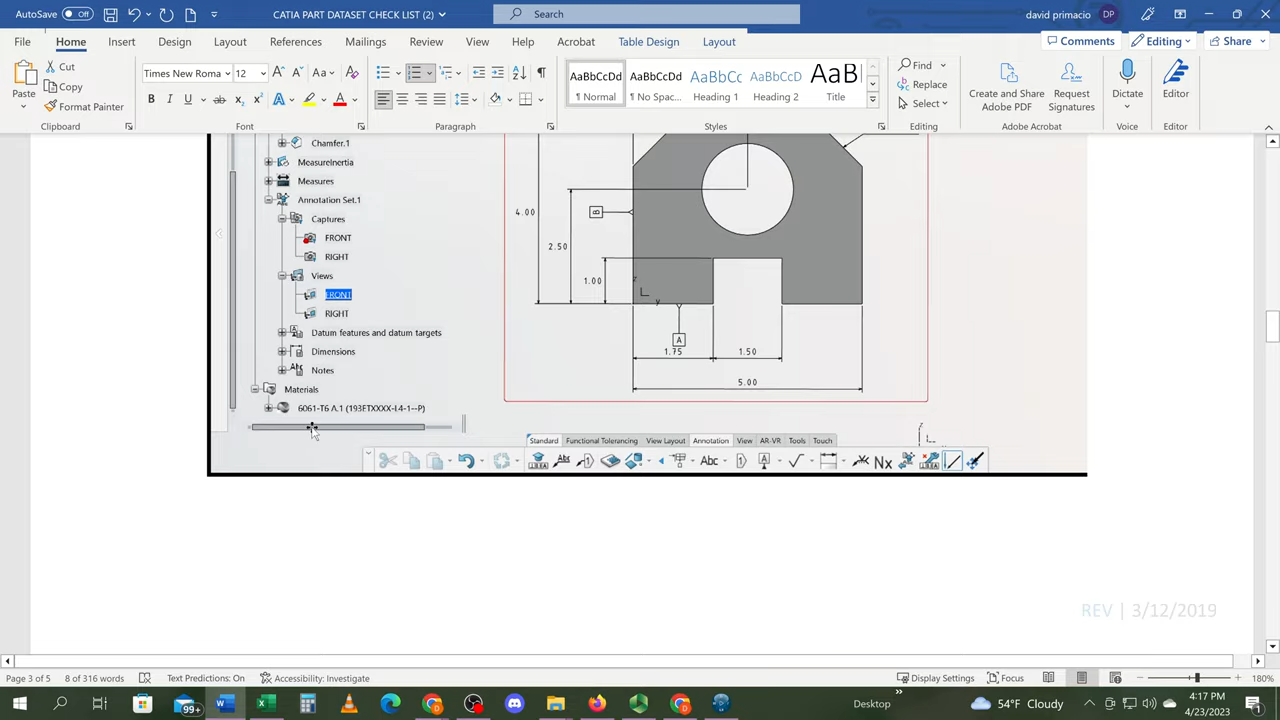 AutoSave Off CATIA PART DATASET CHECK LIST (2) Search david primacio DP
File Home Insert Draw Design Layout References Mailings Review View Help Acrobat Table Design Layout Comments Editing Share
Paste Cut Copy Format Painter Clipboard
Times New Roma 12 Aa Font
Paragraph
AaBbCcDd ¶ Normal AaBbCcDd ¶ No Spac... AaBbCc Heading 1 AaBbCcD Heading 2 AaB Title Styles
Find Replace Select Editing
Create and Share Adobe PDF Request Signatures Adobe Acrobat
Dictate Voice
Editor Editor
Chamfer.1
MeasureInertia
Measures
Annotation Set.1
Captures
FRONT
RIGHT
Views
FRONT
RIGHT
Datum features and datum targets
Dimensions
Notes
Materials
6061-T6 A.1 (193ETXXXX-L4-1--P)
4.00
B
2.50
1.00
z
y
A
1.75 1.50
5.00
Standard Functional Tolerancing View Layout Annotation View AR-VR Tools Touch
REV | 3/12/2019
Page 3 of 5 8 of 316 words Text Predictions: On Accessibility: Investigate Display Settings Focus 180%
99+ Desktop 54°F Cloudy 4:17 PM
4/23/2023 1